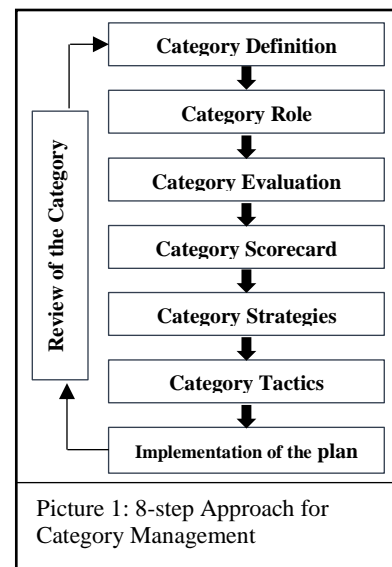 Category Definition
Category Role
Category Evaluation
Category Scorecard
Category Strategies
Category Tactics
Implementation of the plan
Review of the Category
Picture 1: 8-step Approach for
Category Management